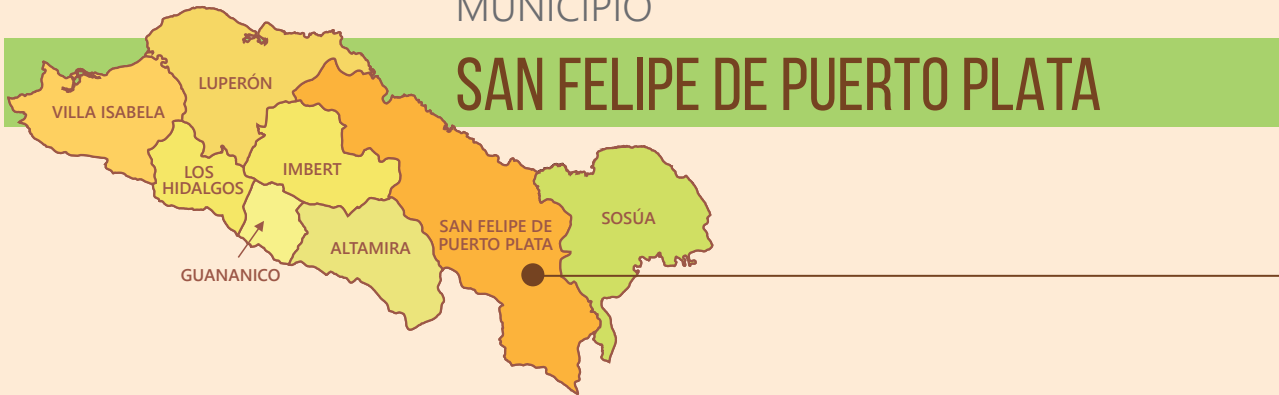 MUNICIPIO
SAN FELIPE DE PUERTO PLATA
LUPERÓN
VILLA ISABELA
LOS
HIDALGOS
IMBERT
GUANANICO
ALTAMIRA
SAN FELIPE DE
PUERTO PLATA
SOSÚA